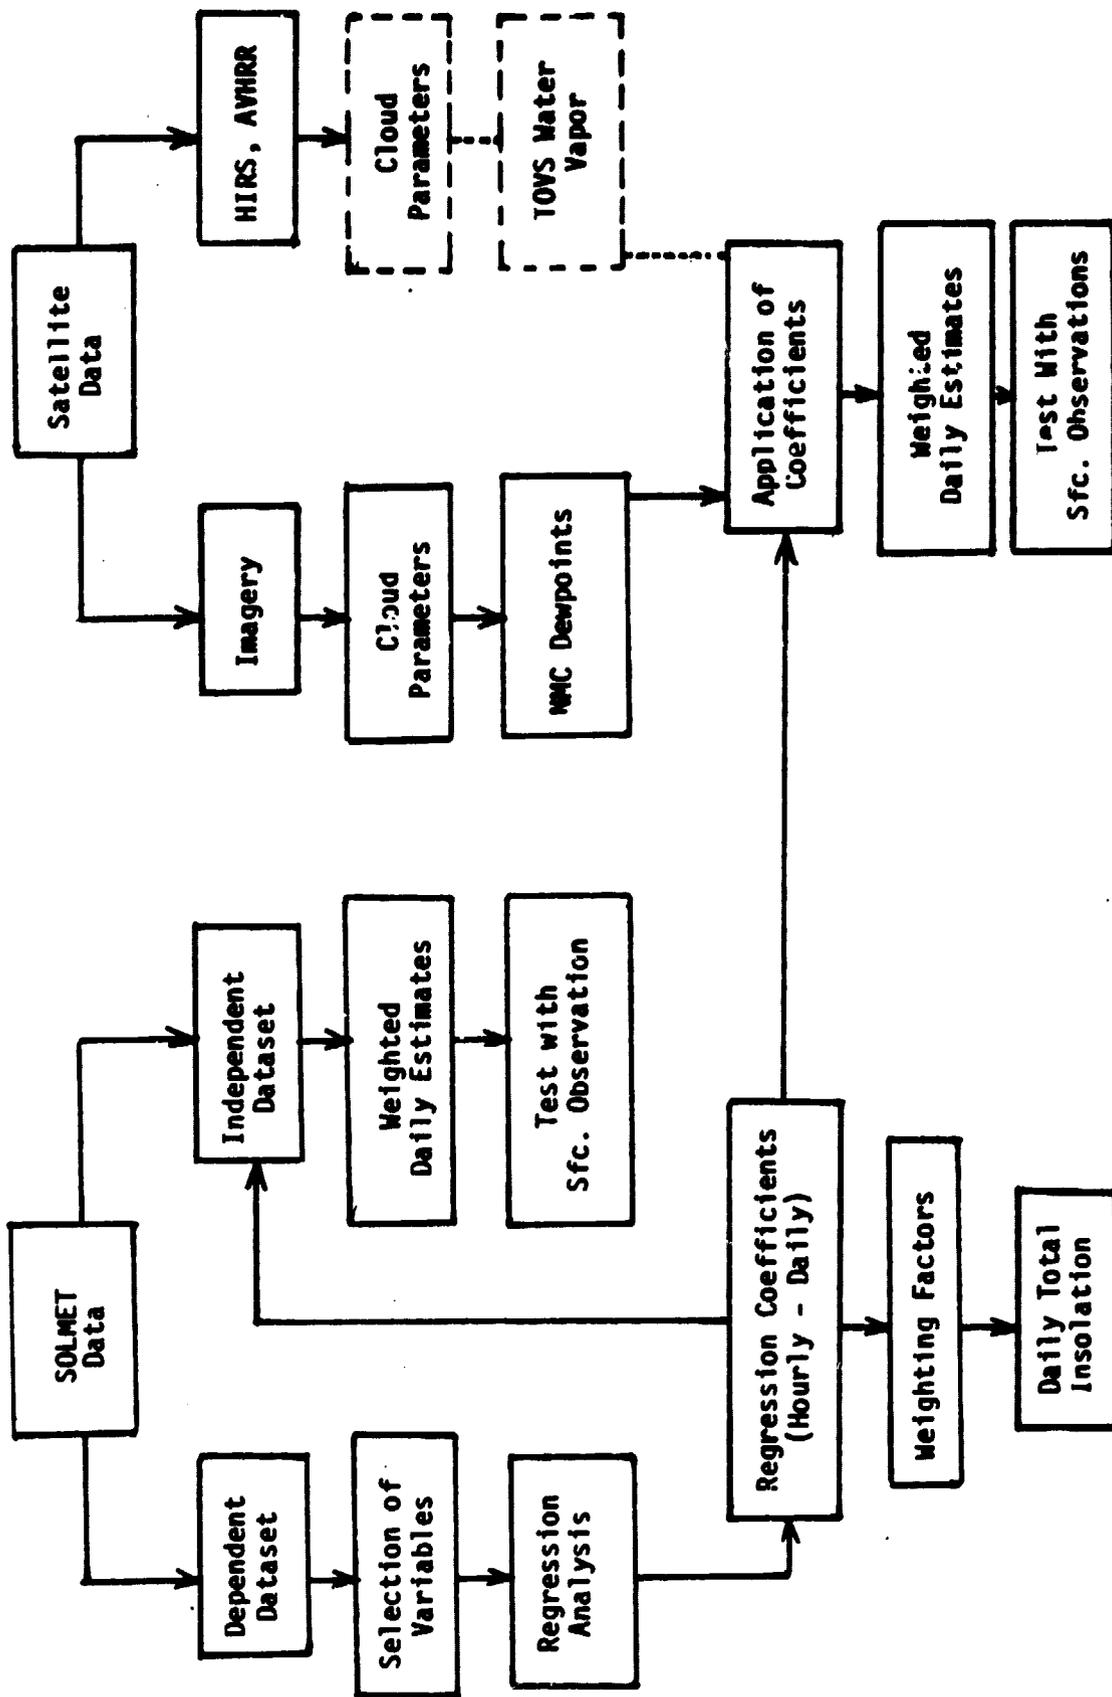 SOLMET
Data
Dependent
Dataset
Selection of
Variables
Regression
Analysis
Independent
Dataset
Weighted
Daily Estimates
Test with
Sfc. Observation
Regression Coefficients
(Hourly - Daily)
Weighting Factors
Daily Total
Insolation
Satellite
Data
Imagery
Cloud
Parameters
NMC Dewpoints
HIRS, AVHRR
Cloud
Parameters
TOVS Water
Vapor
Application of
Coefficients
Weighted
Daily Estimates
Test With
Sfc. Observations